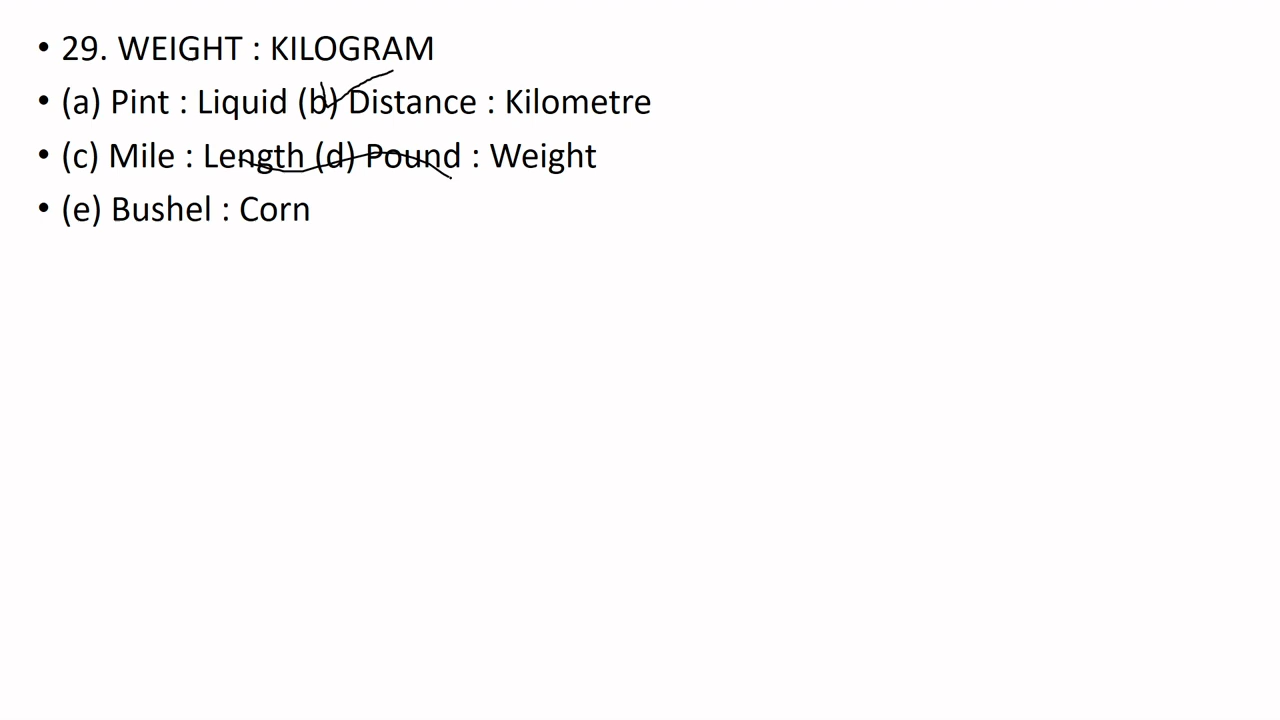 • 29. WEIGHT : KILOGRAM
• (a) Pint : Liquid (b) Distance : Kilometre
• (c) Mile : Length (d) Pound : Weight
• (e) Bushel : Corn